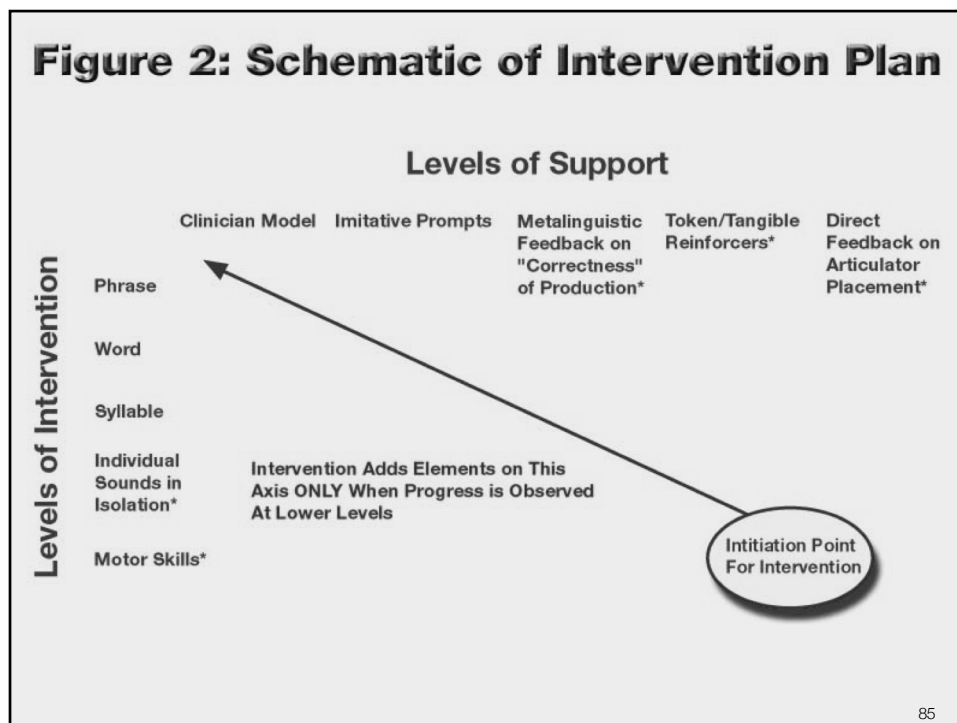 Figure 2: Schematic of Intervention Plan
Levels of Support
Clinician Model
Imitative Prompts
Metalinguistic
Feedback on
"Correctness"
of Production*
Token/Tangible
Reinforcers*
Direct
Feedback on
Articulator
Placement*
Levels of Intervention
Phrase
Word
Syllable
Individual
Sounds in
Isolation*
Motor Skills*
Intervention Adds Elements on This
Axis ONLY When Progress is Observed
At Lower Levels
Intitiation Point
For Intervention
85